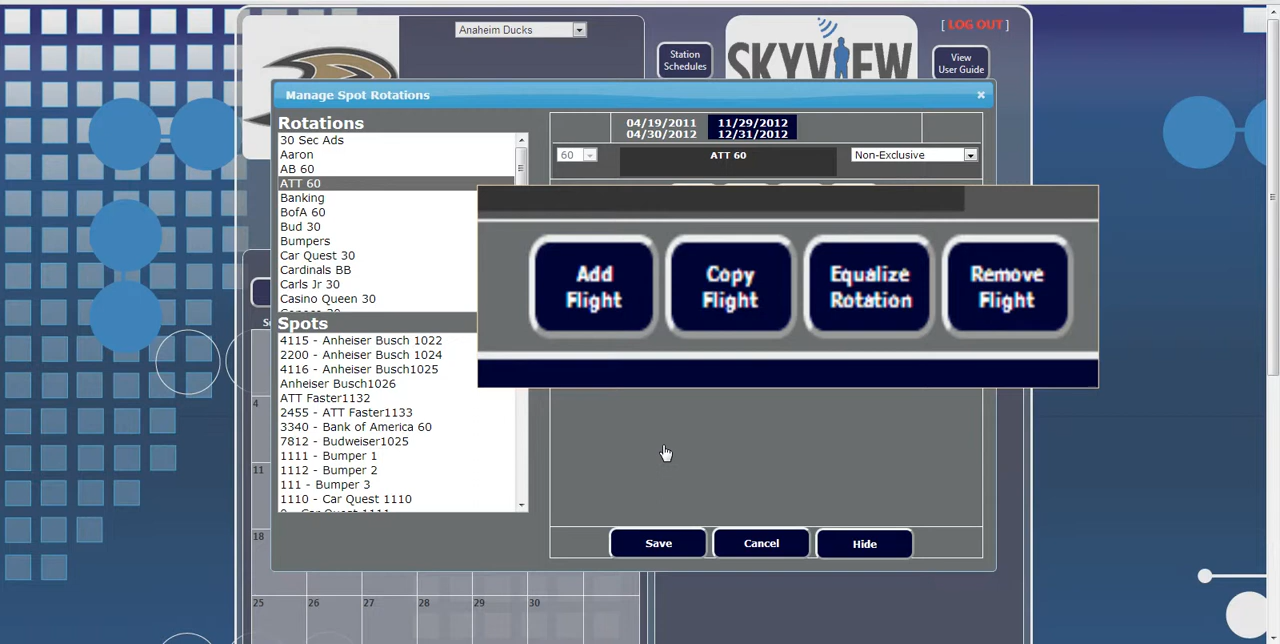 Anaheim Ducks
[ LOG OUT ]
Station
Schedules
SKYVIEW
View
User Guide
Manage Spot Rotations
×
Rotations
30 Sec Ads
Aaron
AB 60
ATT 60
Banking
BofA 60
Bud 30
Bumpers
Car Quest 30
Cardinals BB
Carls Jr 30
Casino Queen 30
04/19/2011
04/30/2012
11/29/2012
12/31/2012
60
ATT 60
Non-Exclusive
Add
Flight
Copy
Flight
Equalize
Rotation
Remove
Flight
Spots
4115 - Anheiser Busch 1022
2200 - Anheiser Busch 1024
4116 - Anheiser Busch1025
Anheiser Busch1026
ATT Faster1132
2455 - ATT Faster1133
3340 - Bank of America 60
7812 - Budweiser1025
1111 - Bumper 1
1112 - Bumper 2
111 - Bumper 3
1110 - Car Quest 1110
Save
Cancel
Hide
4
11
18
25 26 27 28 29 30